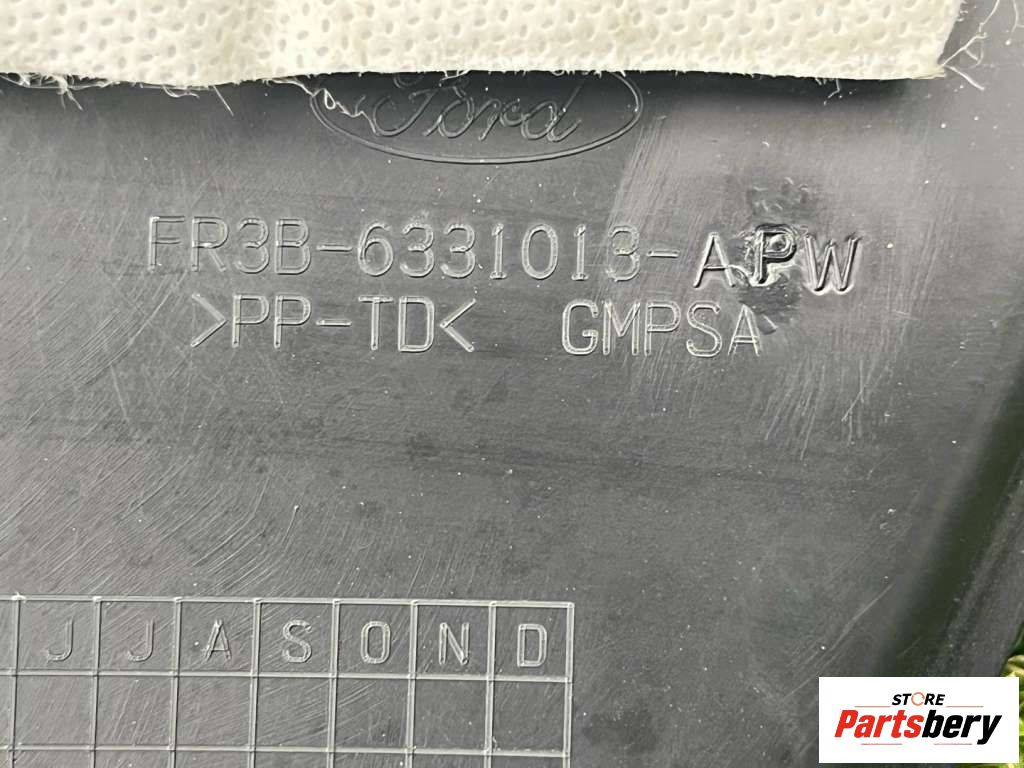 Ford
FR3B-6331013-APW
>PP-TD< GMPSA
J J A S O N D
STORE
Partsbery